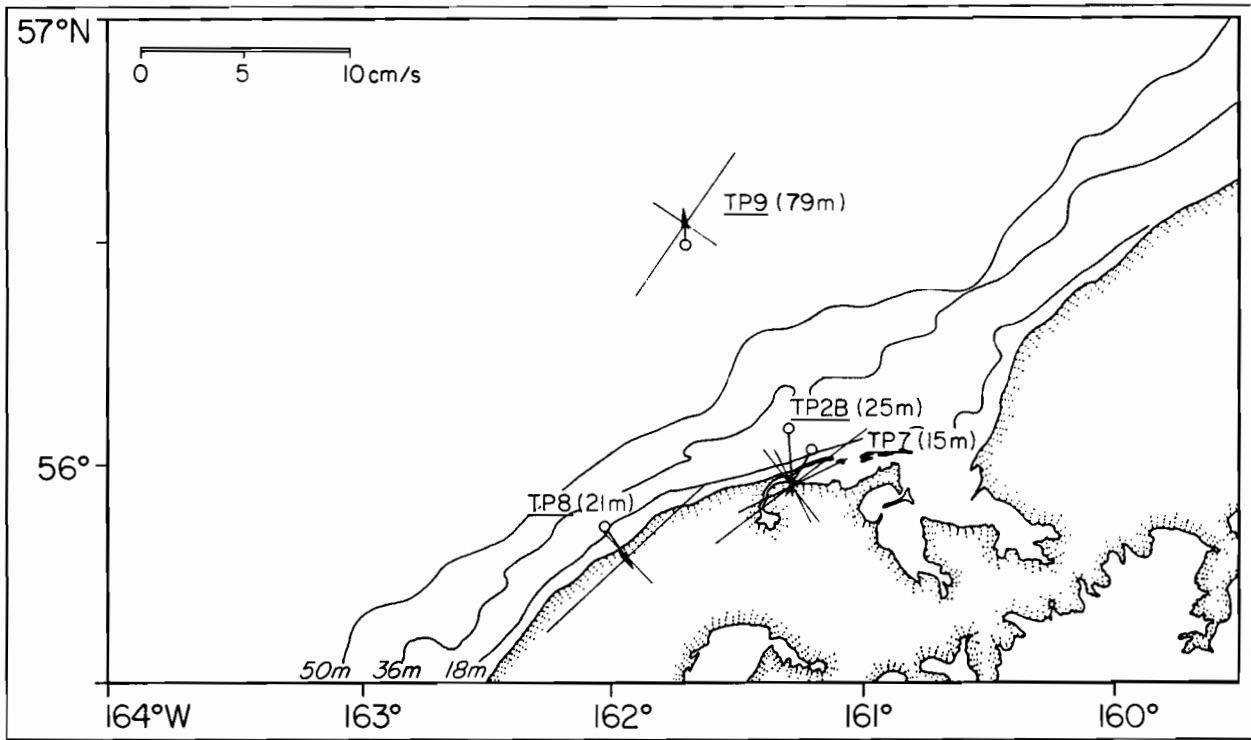 57°N
0 5 10 cm/s
TP9 (79m)
TP2B (25m)
TP7 (15m)
56°
TP8 (21m)
50m 36m 18m
164°W 163° 162° 161° 160°